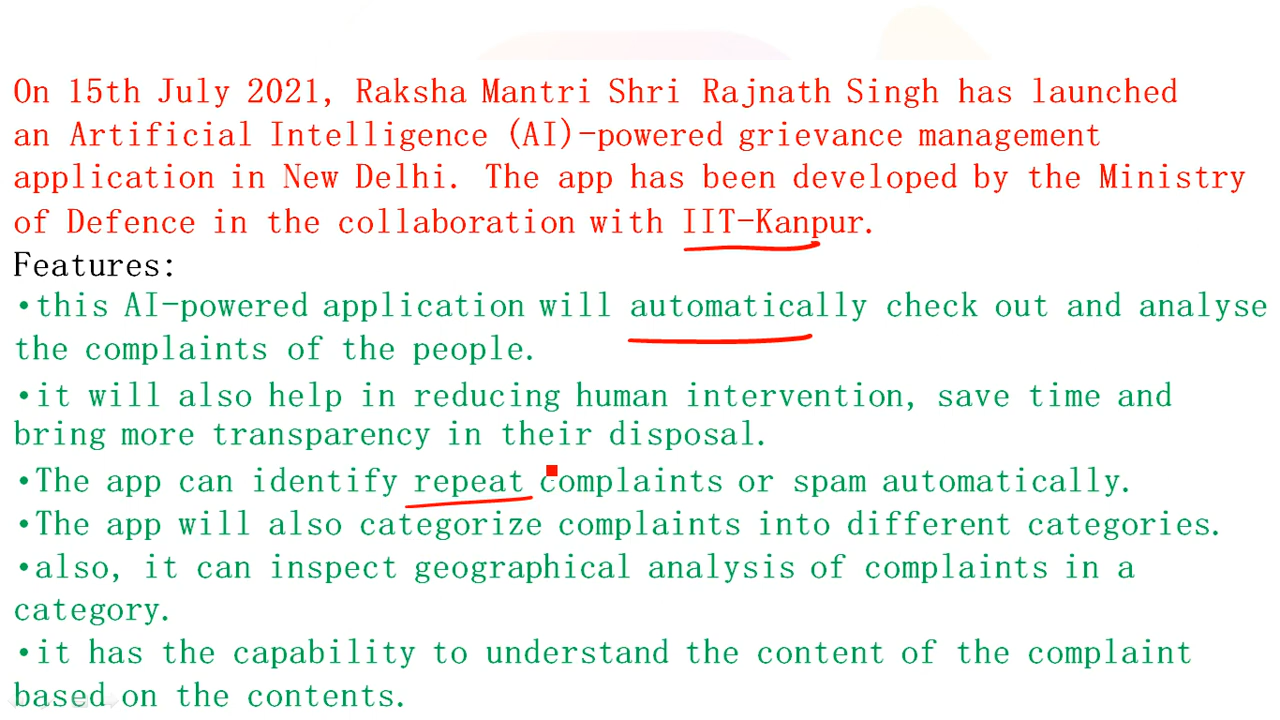 On 15th July 2021, Raksha Mantri Shri Rajnath Singh has launched
an Artificial Intelligence (AI)-powered grievance management
application in New Delhi. The app has been developed by the Ministry
of Defence in the collaboration with IIT-Kanpur.
Features:
•this AI-powered application will automatically check out and analyse
the complaints of the people.
•it will also help in reducing human intervention, save time and
bring more transparency in their disposal.
•The app can identify repeat complaints or spam automatically.
•The app will also categorize complaints into different categories.
•also, it can inspect geographical analysis of complaints in a
category.
•it has the capability to understand the content of the complaint
based on the contents.